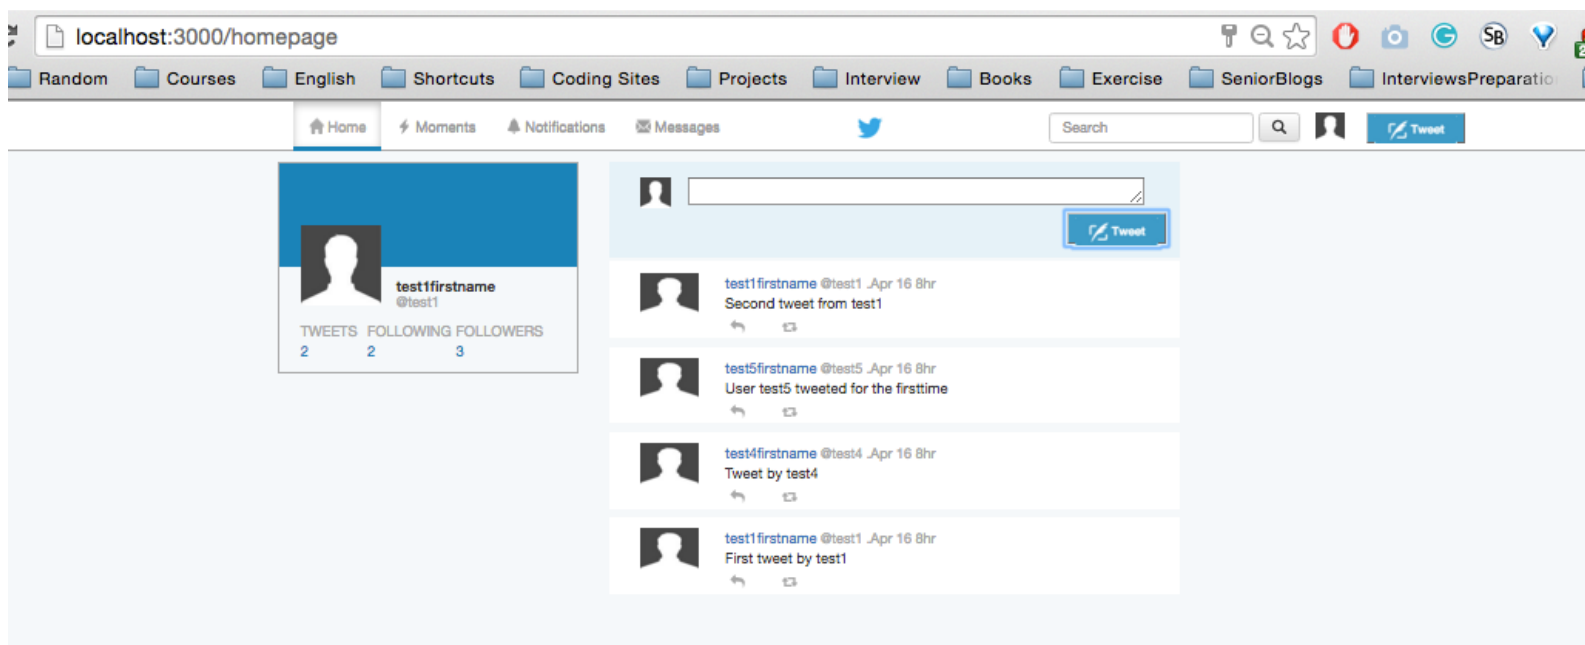 localhost:3000/homepage
SB
Random Courses English Shortcuts Coding Sites Projects Interview Books Exercise SeniorBlogs InterviewsPreparatio
Home Moments Notifications Messages Search Tweet
Tweet
test1firstname
@test1
TWEETS FOLLOWING FOLLOWERS
2 2 3
test1firstname @test1 .Apr 16 8hr
Second tweet from test1
test5firstname @test5 .Apr 16 8hr
User test5 tweeted for the firsttime
test4firstname @test4 .Apr 16 8hr
Tweet by test4
test1firstname @test1 .Apr 16 8hr
First tweet by test1